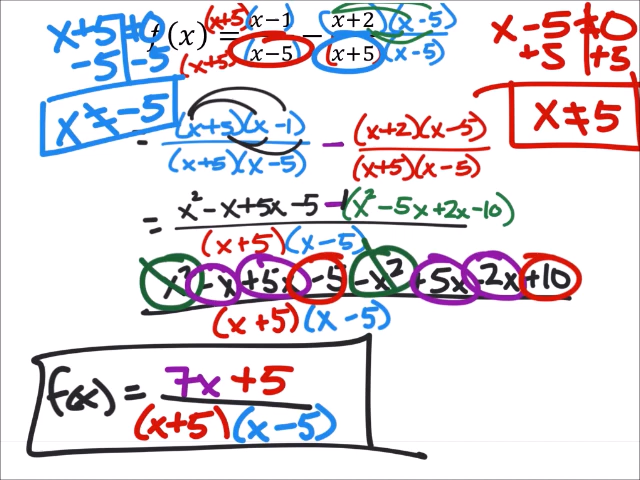 x+5≠0
-5 -5
x ≠ -5
f(x) = (x+5)(x-1)/(x+5)(x-5) - (x+2)(x-5)/(x+5)(x-5)
x-5≠0
+5 +5
x ≠ 5
= (x+5)(x-1)/(x+5)(x-5) - (x+2)(x-5)/(x+5)(x-5)
= x²-x+5x-5-1(x²-5x+2x-10)
(x+5)(x-5)
x²-x+5x-5-x²+5x-2x+10
(x+5)(x-5)
f(x) = 7x+5
(x+5)(x-5)